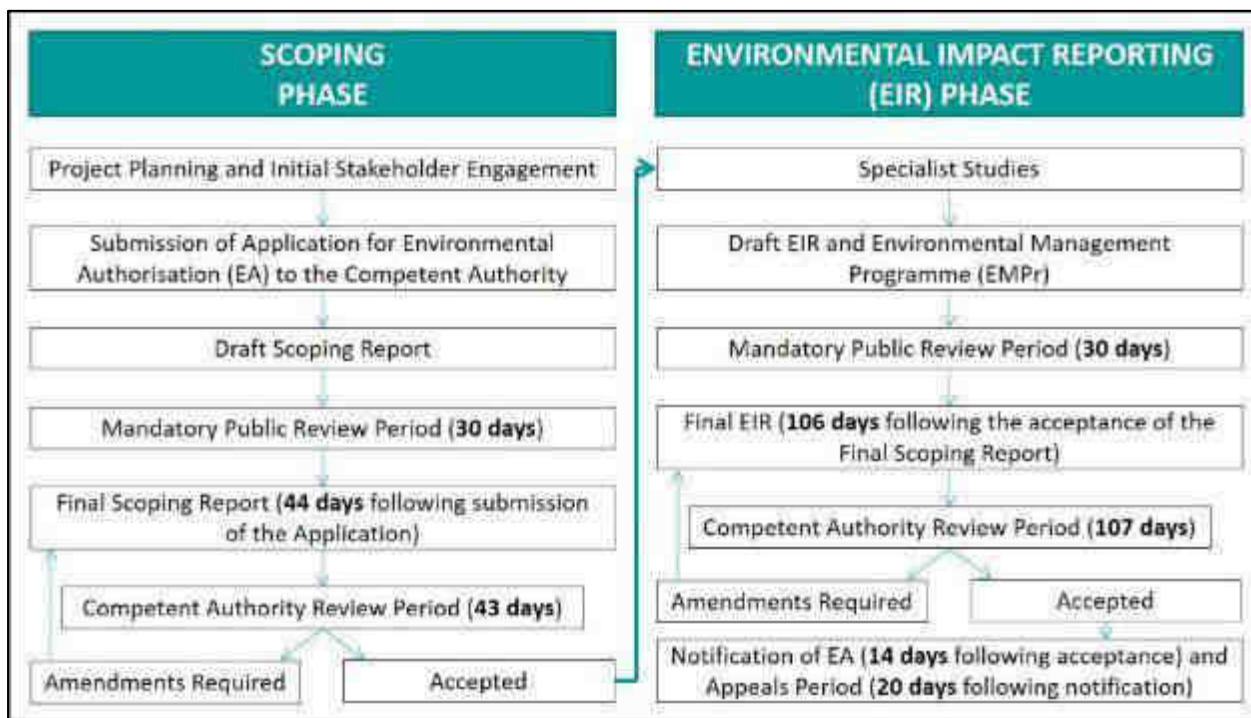 SCOPING
PHASE
Project Planning and Initial Stakeholder Engagement
Submission of Application for Environmental
Authorisation (EA) to the Competent Authority
Draft Scoping Report
Mandatory Public Review Period (30 days)
Final Scoping Report (44 days following submission
of the Application)
Competent Authority Review Period (43 days)
Amendments Required
Accepted
ENVIRONMENTAL IMPACT REPORTING
(EIR) PHASE
Specialist Studies
Draft EIR and Environmental Management
Programme (EMPr)
Mandatory Public Review Period (30 days)
Final EIR (106 days following the acceptance of the
Final Scoping Report)
Competent Authority Review Period (107 days)
Amendments Required
Accepted
Notification of EA (14 days following acceptance) and
Appeals Period (20 days following notification)